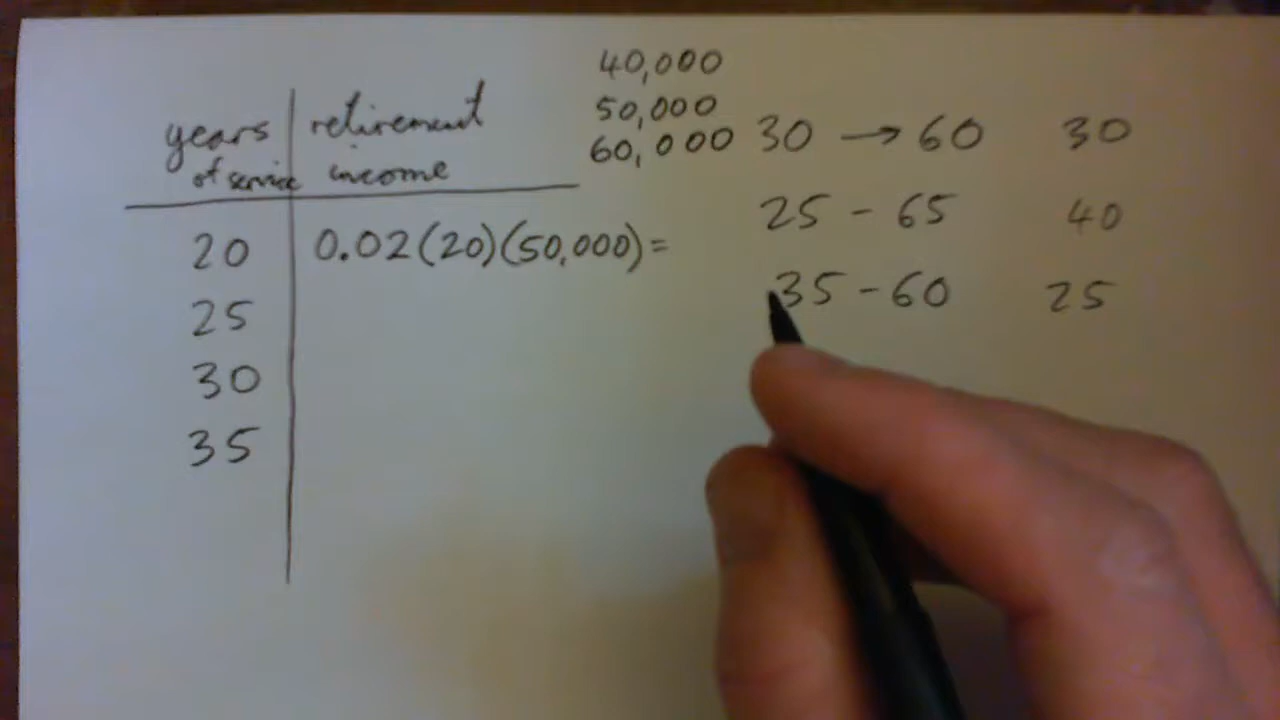 years | retirement
of service | income
20 | 0.02(20)(50,000)=
25
30
35
40,000
50,000
60,000
30 → 60 30
25 - 65 40
35 - 60 25